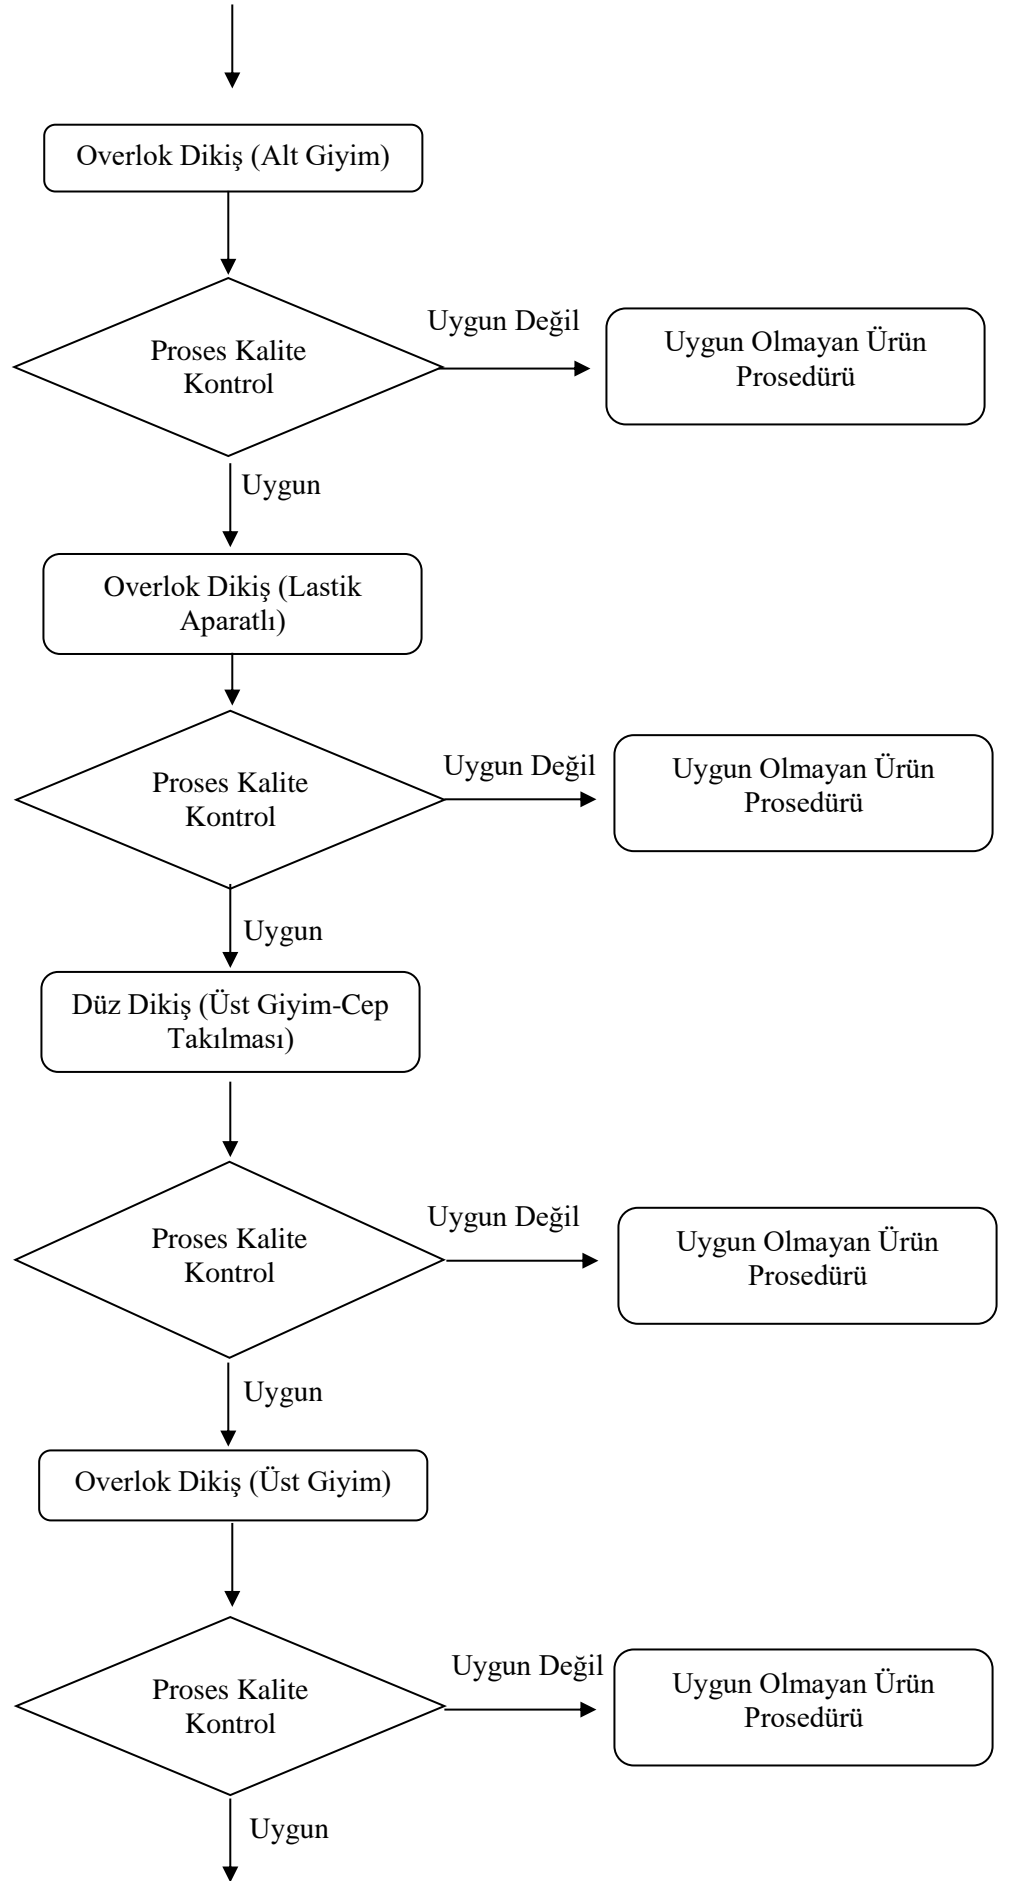 Overlok Dikiş (Alt Giyim)
Proses Kalite
Kontrol
Uygun Değil
Uygun Olmayan Ürün
Prosedürü
Uygun
Overlok Dikiş (Lastik
Aparatlı)
Proses Kalite
Kontrol
Uygun Değil
Uygun Olmayan Ürün
Prosedürü
Uygun
Düz Dikiş (Üst Giyim-Cep
Takılması)
Proses Kalite
Kontrol
Uygun Değil
Uygun Olmayan Ürün
Prosedürü
Uygun
Overlok Dikiş (Üst Giyim)
Proses Kalite
Kontrol
Uygun Değil
Uygun Olmayan Ürün
Prosedürü
Uygun